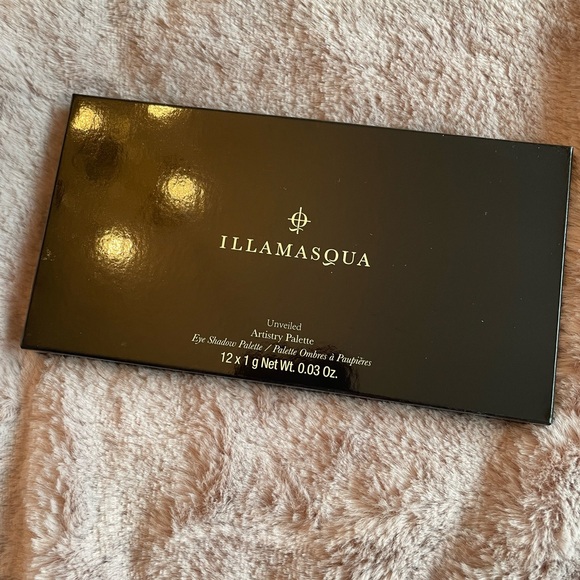 ILLAMASQUA
Unveiled
Artistry Palette
Eye Shadow Palette / Palette Ombres à Paupières
12 x 1 g Net Wt. 0.03 Oz.